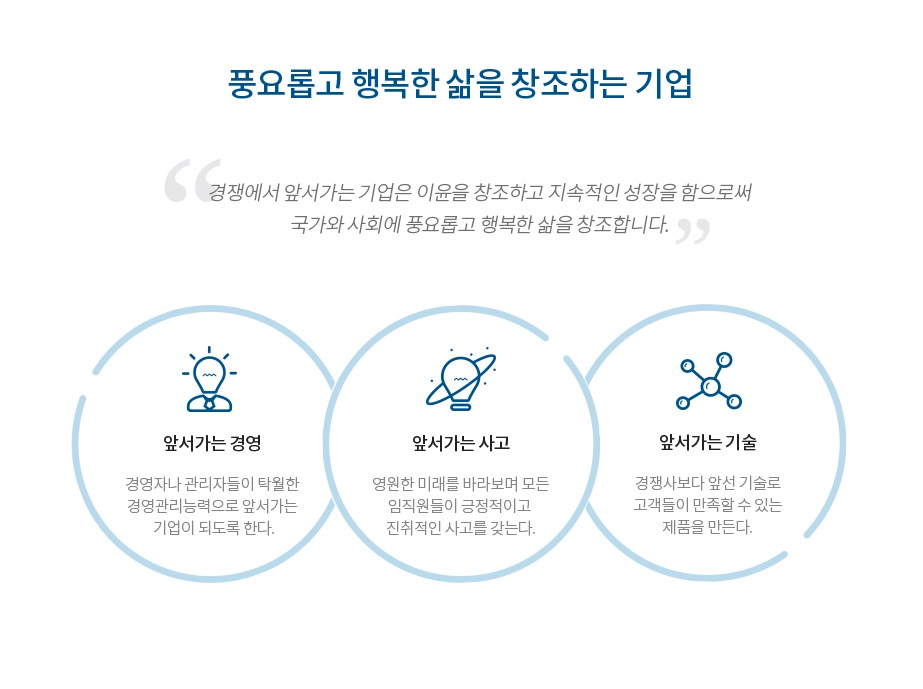 풍요롭고 행복한 삶을 창조하는 기업
“경쟁에서 앞서가는 기업은 이윤을 창조하고 지속적인 성장을 함으로써
국가와 사회에 풍요롭고 행복한 삶을 창조합니다.”
앞서가는 경영
경영자나 관리자들이 탁월한
경영관리능력으로 앞서가는
기업이 되도록 한다.
앞서가는 사고
영원한 미래를 바라보며 모든
임직원들이 긍정적이고
진취적인 사고를 갖는다.
앞서가는 기술
경쟁사보다 앞선 기술로
고객들이 만족할 수 있는
제품을 만든다.